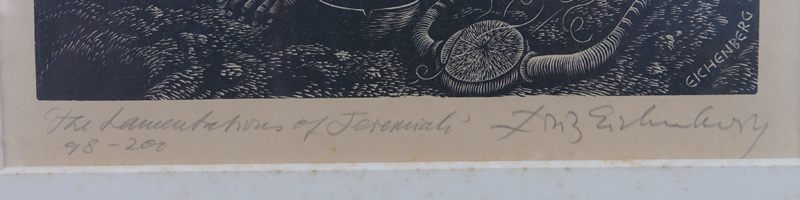 EICHENBERG
'The Lamentations of Jeremiah' Fritz Eichenberg
98-200